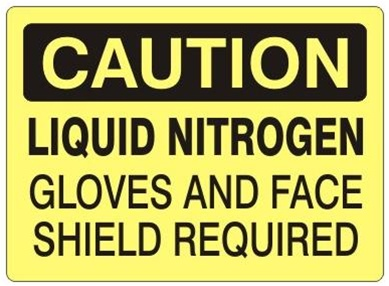 CAUTION
LIQUID NITROGEN
GLOVES AND FACE
SHIELD REQUIRED